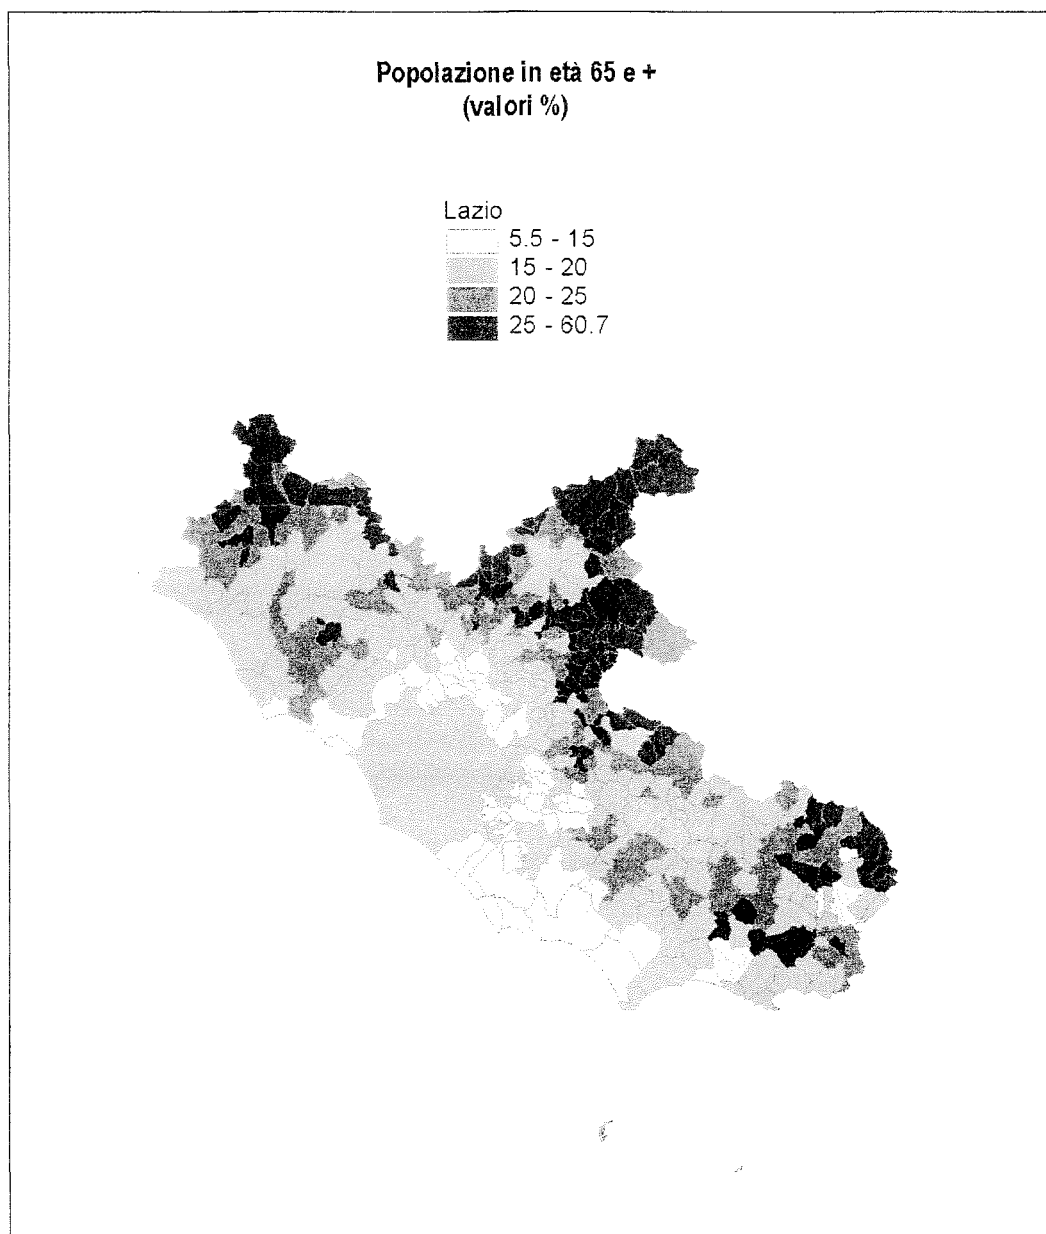 Popolazione in età 65 e +
(valori %)
Lazio
5.5 - 15
15 - 20
20 - 25
25 - 60.7